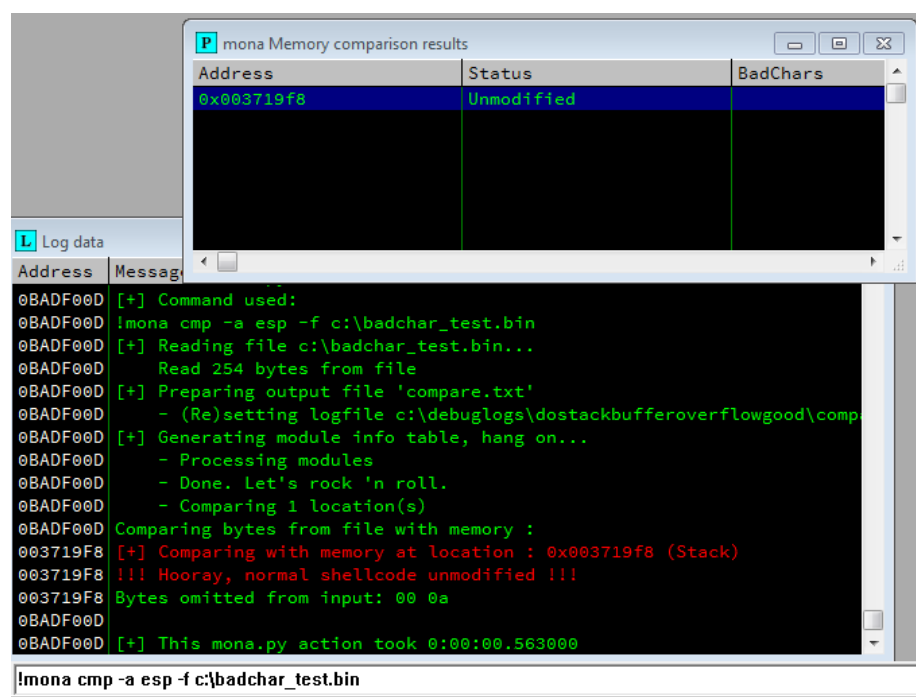 P mona Memory comparison results
Address Status BadChars
0x003719f8 Unmodified
L Log data
Address Messag
0BADF00D [+] Command used:
0BADF00D !mona cmp -a esp -f c:\badchar_test.bin
0BADF00D [+] Reading file c:\badchar_test.bin...
0BADF00D Read 254 bytes from file
0BADF00D [+] Preparing output file 'compare.txt'
0BADF00D - (Re)setting logfile c:\debuglogs\dostackbufferoverflowgood\comp
0BADF00D [+] Generating module info table, hang on...
0BADF00D - Processing modules
0BADF00D - Done. Let's rock 'n roll.
0BADF00D - Comparing 1 location(s)
0BADF00D Comparing bytes from file with memory :
003719F8 [+] Comparing with memory at location : 0x003719f8 (Stack)
003719F8 !!! Hooray, normal shellcode unmodified !!!
003719F8 Bytes omitted from input: 00 0a
0BADF00D
0BADF00D [+] This mona.py action took 0:00:00.563000
!mona cmp -a esp -f c:\badchar_test.bin